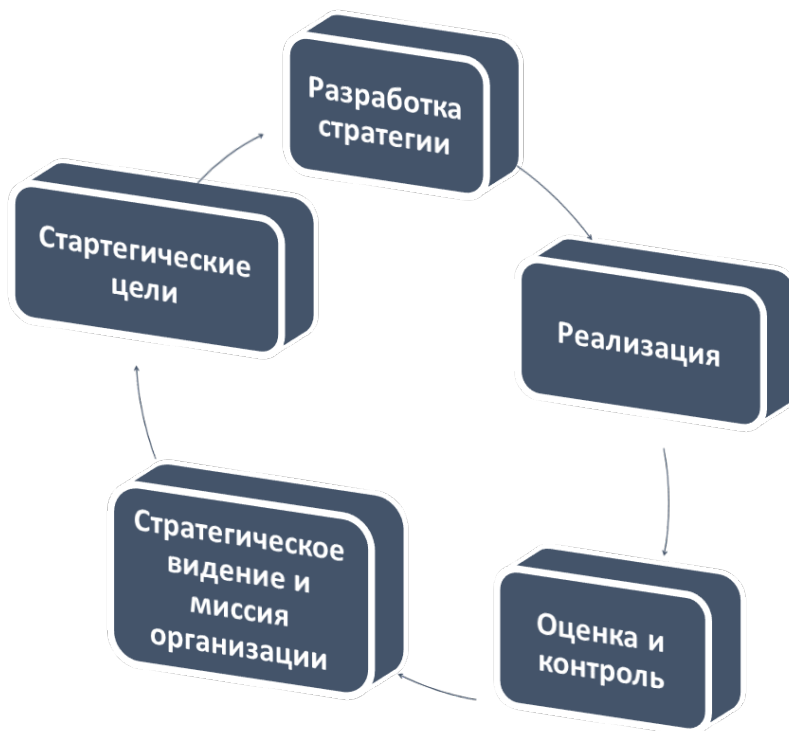 Разработка
стратегии
Стартегические
цели
Реализация
Стратегическое
видение и
миссия
организации
Оценка и
контроль